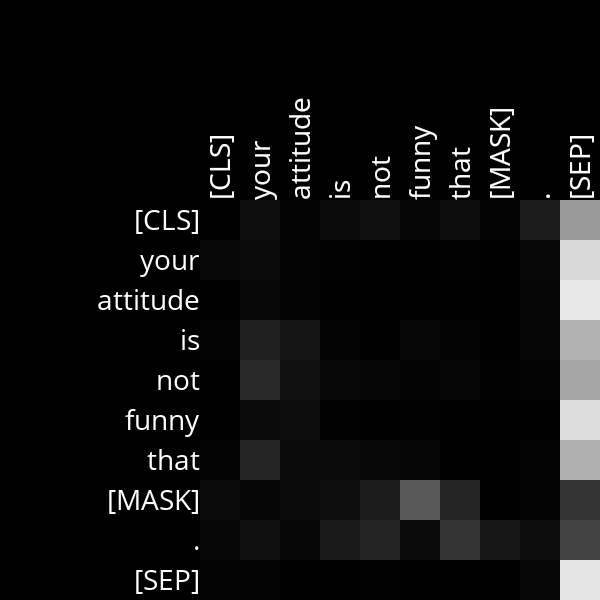 [CLS] your attitude is not funny that [MASK] . [SEP]
[CLS]
your
attitude
is
not
funny
that
[MASK]
.
[SEP]